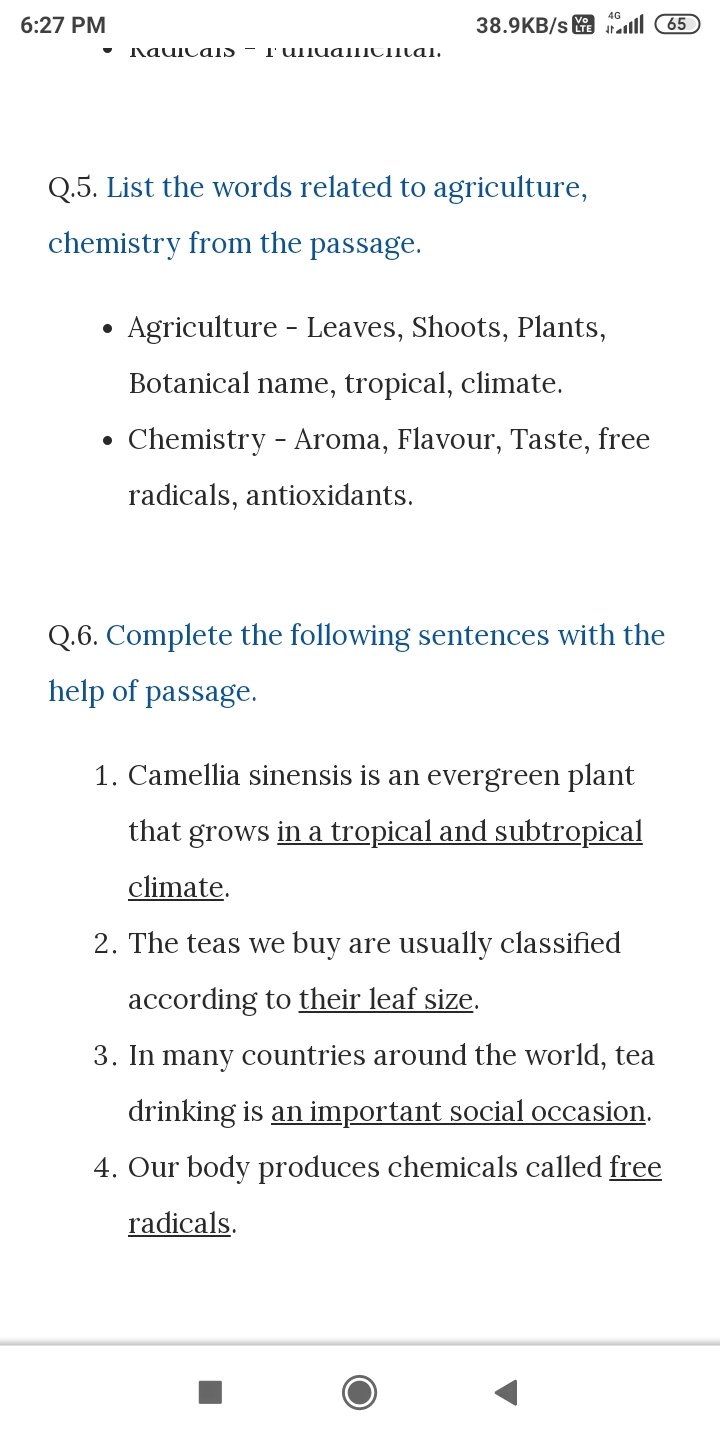 6:27 PM 38.9KB/s Vo LTE 4G 65
• Radicals - Fundamental.
Q.5. List the words related to agriculture,
chemistry from the passage.
• Agriculture - Leaves, Shoots, Plants,
Botanical name, tropical, climate.
• Chemistry - Aroma, Flavour, Taste, free
radicals, antioxidants.
Q.6. Complete the following sentences with the
help of passage.
1. Camellia sinensis is an evergreen plant
that grows in a tropical and subtropical
climate.
2. The teas we buy are usually classified
according to their leaf size.
3. In many countries around the world, tea
drinking is an important social occasion.
4. Our body produces chemicals called free
radicals.